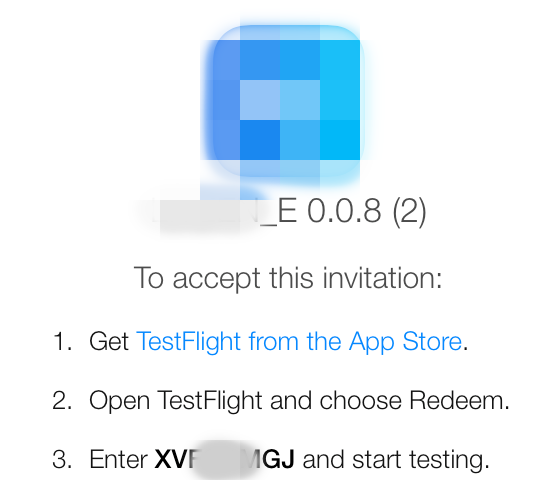 _E 0.0.8 (2)
To accept this invitation:
1. Get TestFlight from the App Store.
2. Open TestFlight and choose Redeem.
3. Enter and start testing.